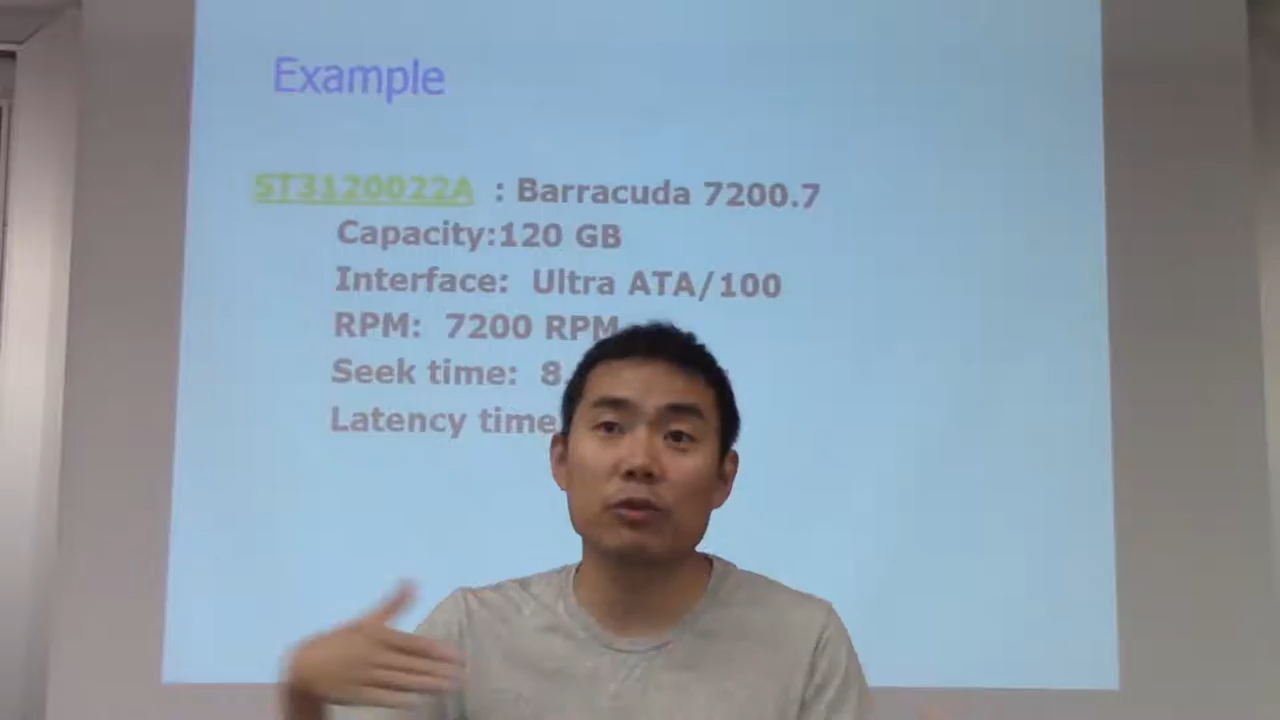 Example
ST3120022A : Barracuda 7200.7
Capacity:120 GB
Interface: Ultra ATA/100
RPM: 7200 RPM
Seek time: 8.
Latency time